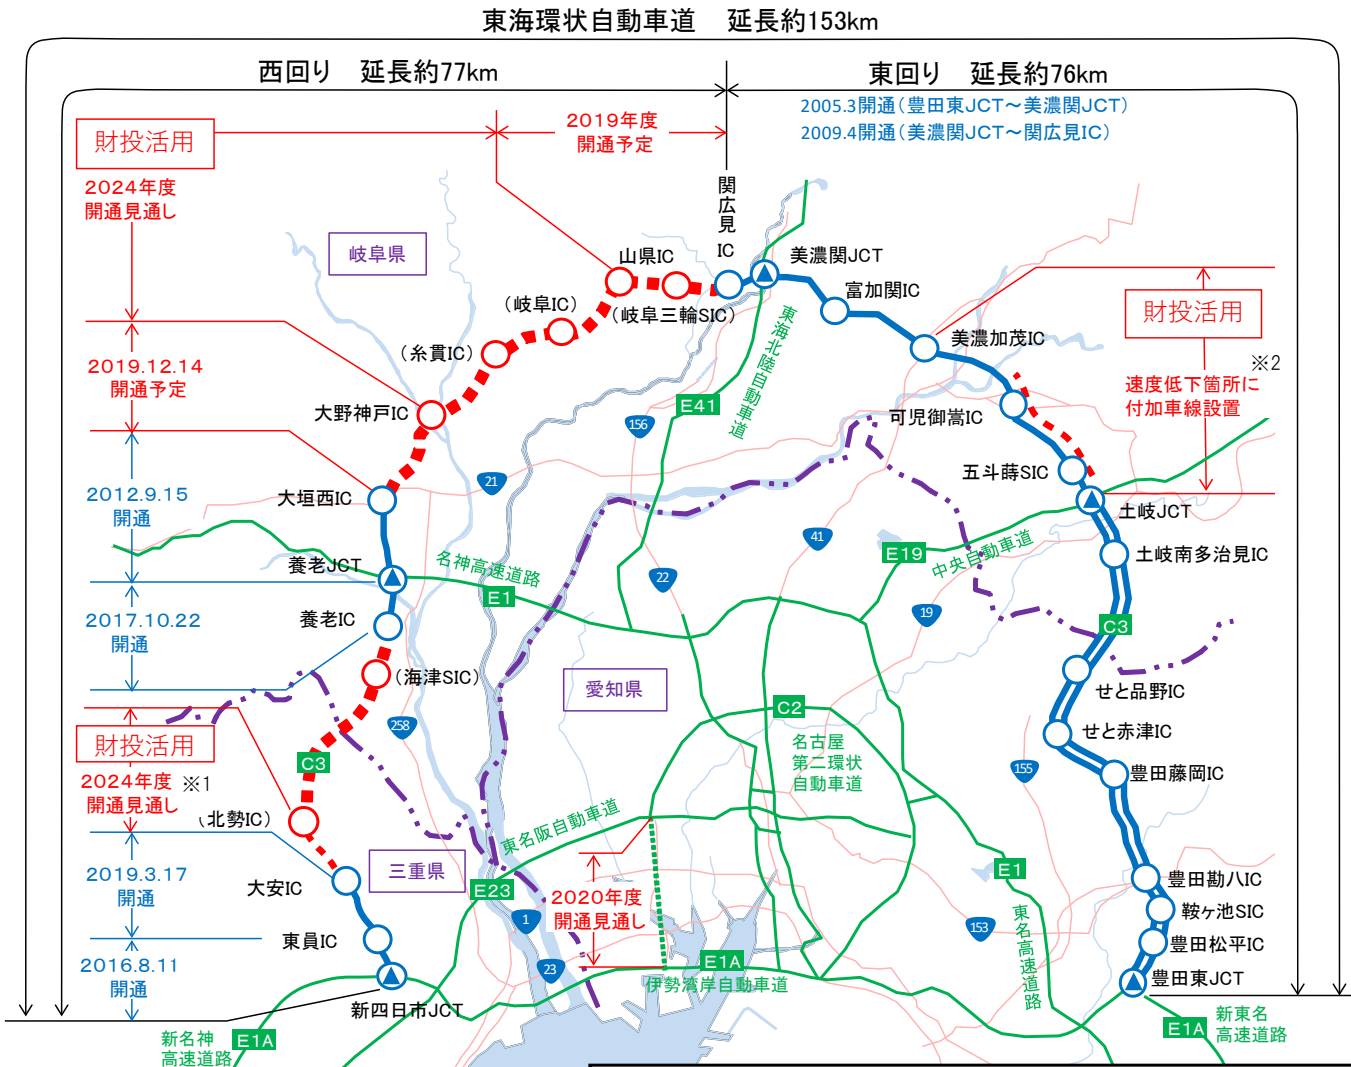 東海環状自動車道　延長約153km
西回り　延長約77km
東回り　延長約76km
2005.3開通（豊田東JCT～美濃関JCT）
2009.4開通（美濃関JCT～関広見IC）
財投活用
2019年度
開通予定
2024年度
開通見通し
関広見IC
岐阜県
山県IC
美濃関JCT
（岐阜IC）
（岐阜三輪SIC）
富加関IC
財投活用
（糸貫IC）
東海北陸自動車道
美濃加茂IC
※2
2019.12.14
開通予定
速度低下箇所に
付加車線設置
大野神戸IC
E41
可児御嵩IC
156
五斗蒔SIC
21
2012.9.15
開通
大垣西IC
土岐JCT
41
養老JCT
名神高速道路
E19
中央自動車道
土岐南多治見IC
22
E1
2017.10.22
開通
養老IC
19
C3
（海津SIC）
愛知県
せと品野IC
C2
258
財投活用
せと赤津IC
名古屋
第二環状
自動車道
C3
155
豊田藤岡IC
2024年度
開通見通し
※1
（北勢IC）
東名阪自動車道
三重県
E1
2019.3.17
開通
大安IC
E23
2020年度
開通見通し
豊田勘八IC
鞍ヶ池SIC
1
153
東名高速道路
東員IC
豊田松平IC
2016.8.11
開通
23
E1A
伊勢湾岸自動車道
豊田東JCT
新四日市JCT
新名神
高速道路
E1A
E1A
新東名
高速道路